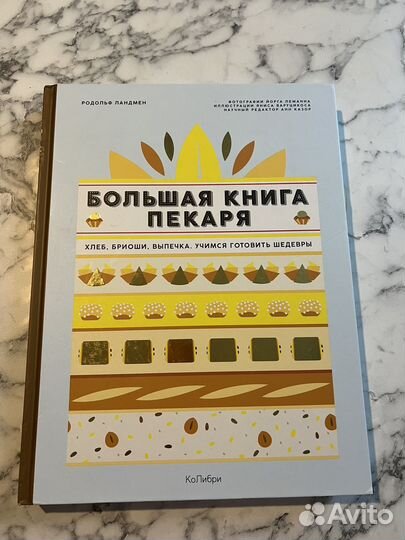 РОДОЛЬФ ЛАНДМЕН
ФОТОГРАФИИ ЙОРГА ЛЕМАННА
ИЛЛЮСТРАЦИИ ЯНИСА ВАРУЦИКОСА
НАУЧНЫЙ РЕДАКТОР АНН КАЗОР
БОЛЬШАЯ КНИГА
ПЕКАРЯ
ХЛЕБ, БРИОШИ, ВЫПЕЧКА. УЧИМСЯ ГОТОВИТЬ ШЕДЕВРЫ
КоЛибри
Avito